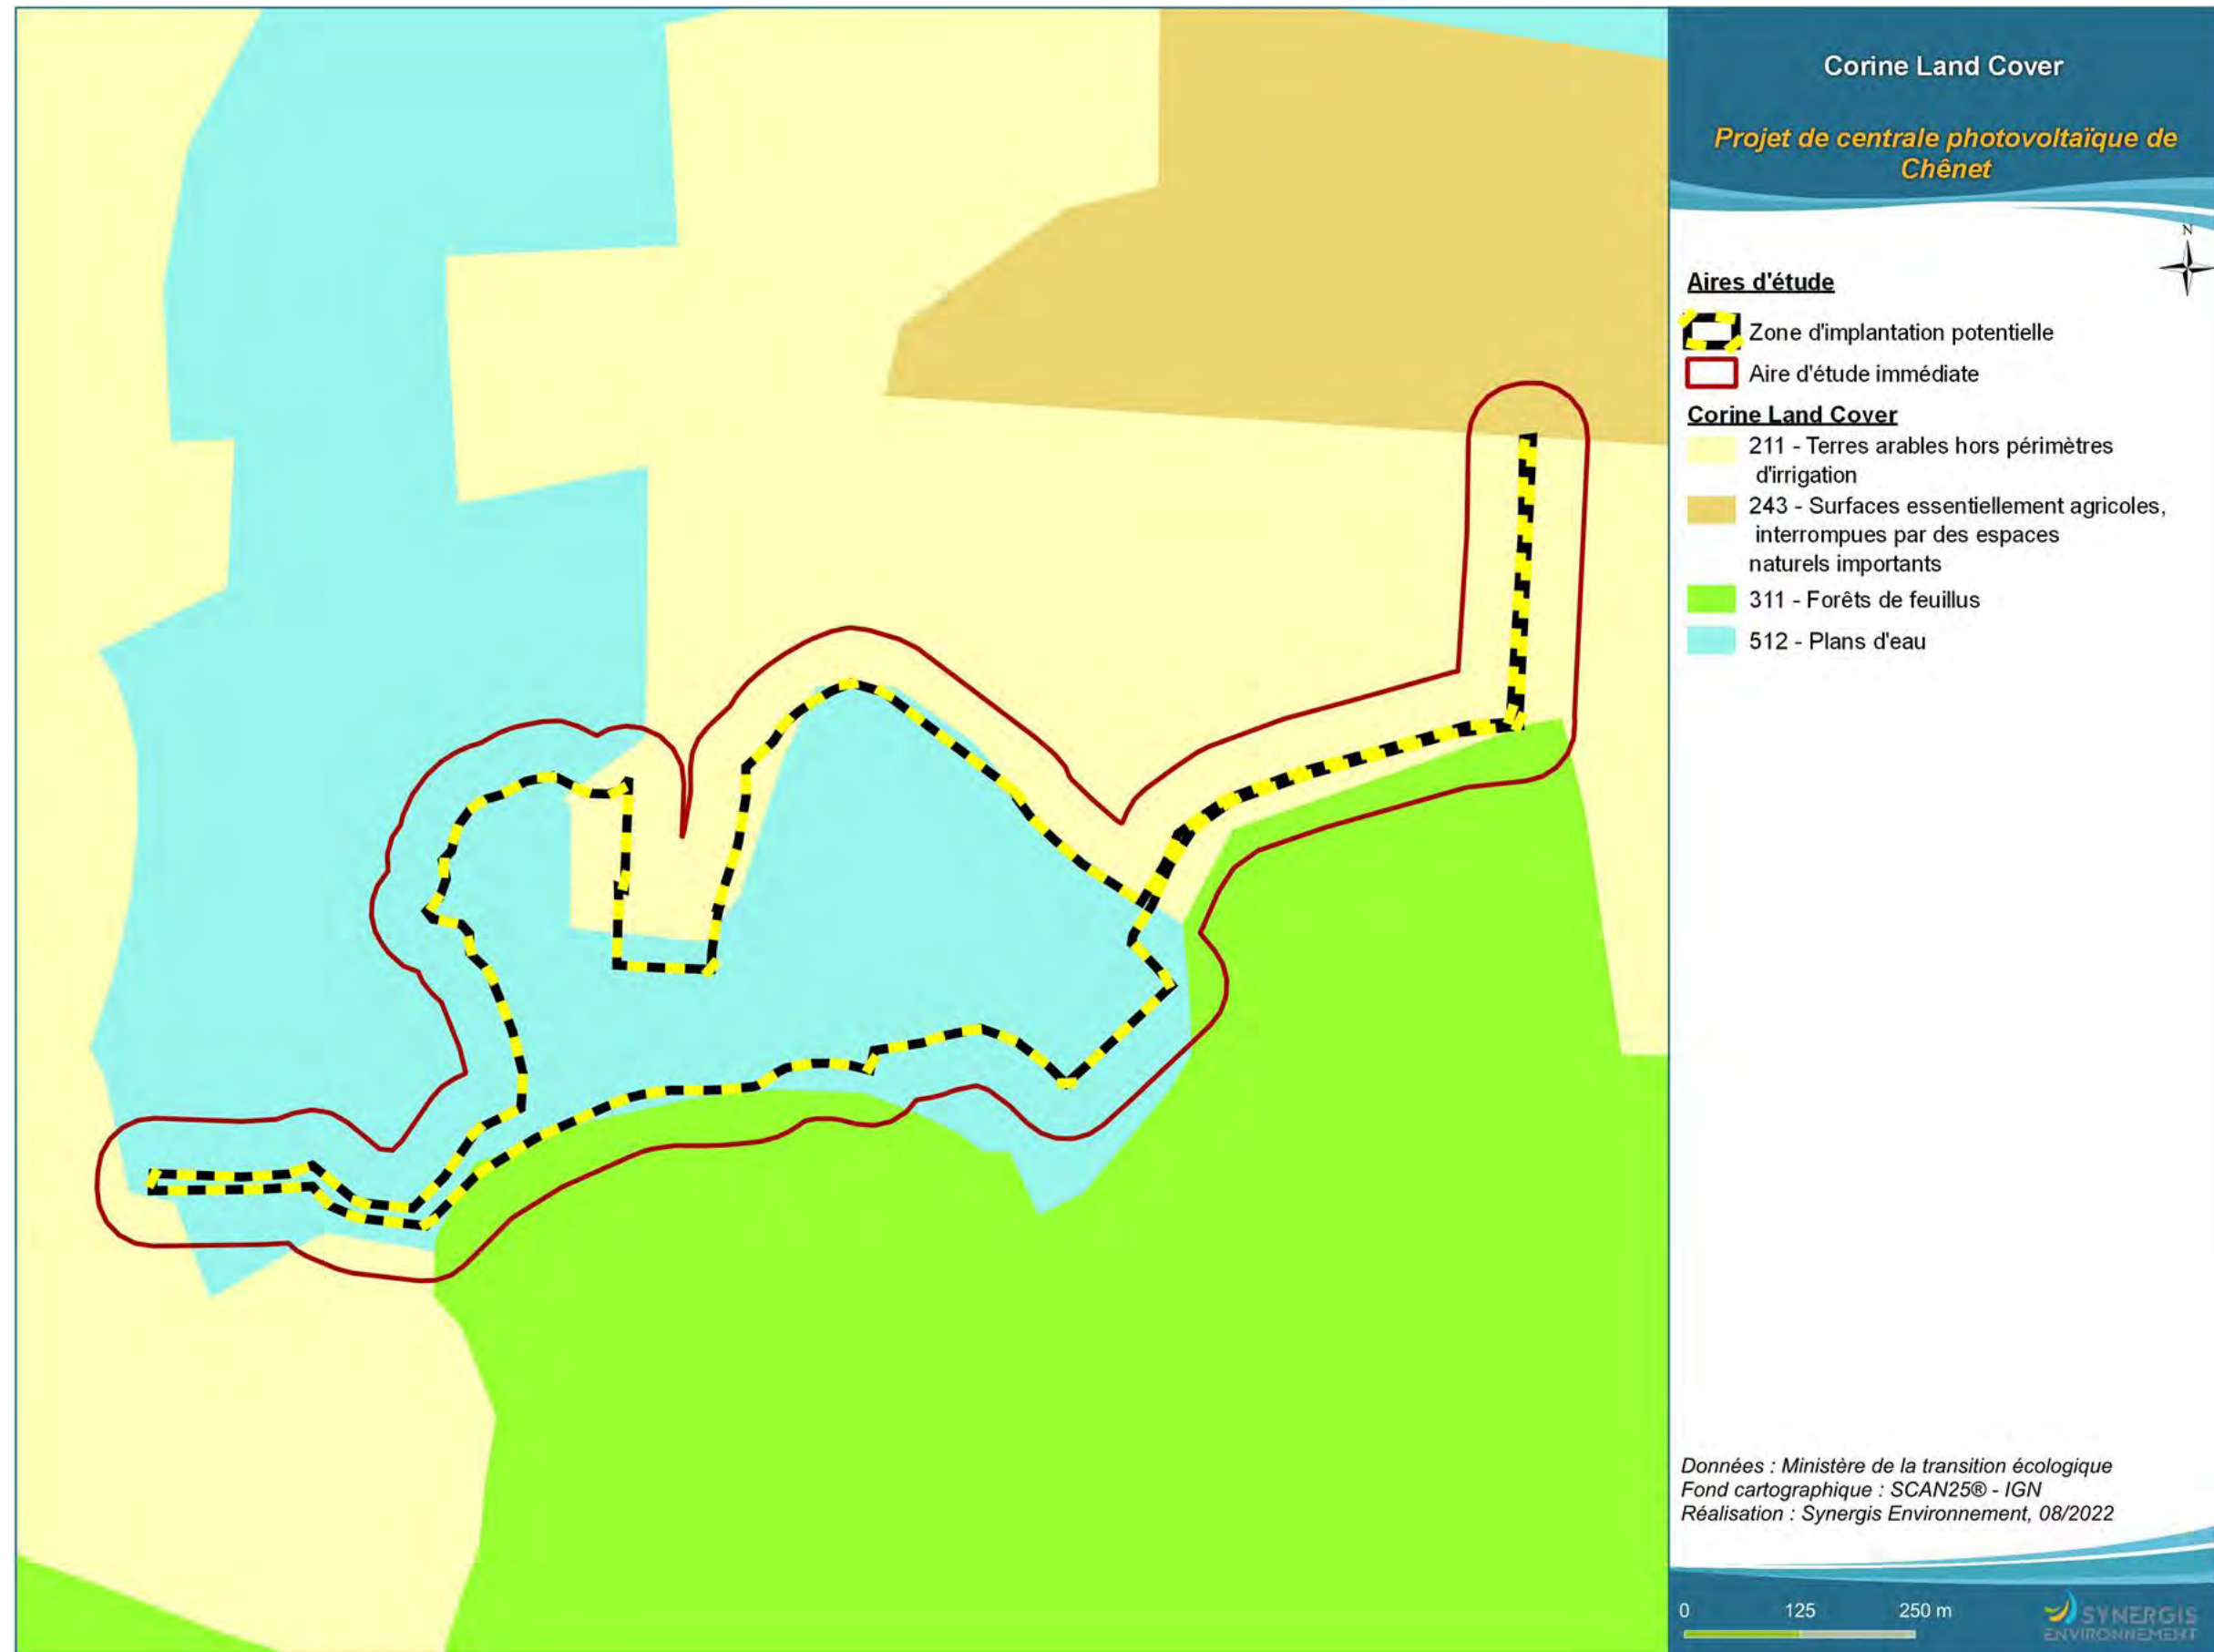 Corine Land Cover
Projet de centrale photovoltaïque de
Chênet
N
Aires d'étude
Zone d'implantation potentielle
Aire d'étude immédiate
Corine Land Cover
211 - Terres arables hors périmètres
d'irrigation
243 - Surfaces essentiellement agricoles,
interrompues par des espaces
naturels importants
311 - Forêts de feuillus
512 - Plans d'eau
Données : Ministère de la transition écologique
Fond cartographique : SCAN25® - IGN
Réalisation : Synergis Environnement, 08/2022
0 125 250 m
SYNERGIS
ENVIRONNEMENT